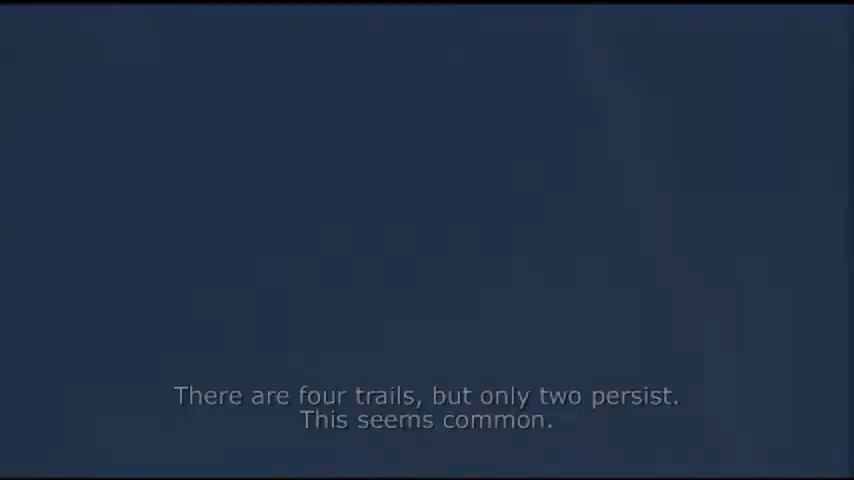 There are four trails, but only two persist.
This seems common.